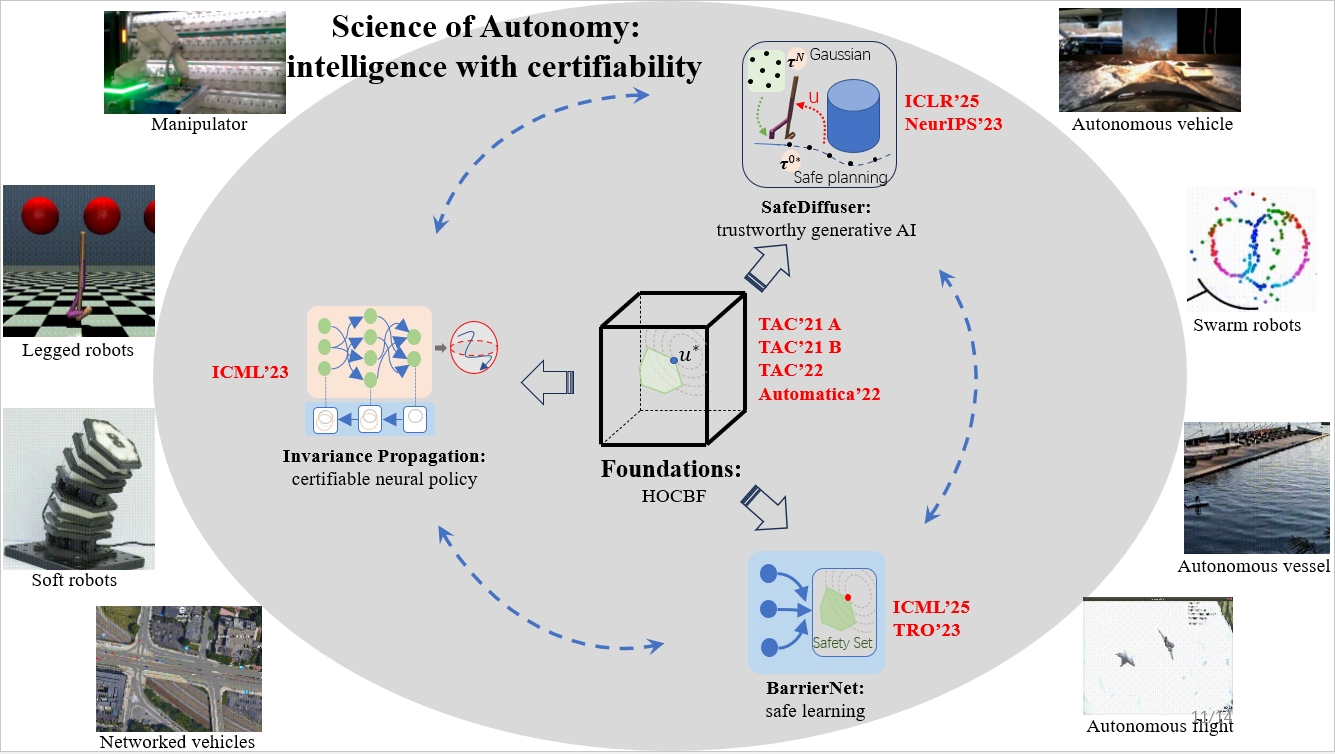 Science of Autonomy:
intelligence with certifiability
Manipulator
Legged robots
Soft robots
Networked vehicles
τᴺ Gaussian
u
τ⁰*
Safe planning
ICLR’25
NeurIPS’23
SafeDiffuser:
trustworthy generative AI
ICML’23
Invariance Propagation:
certifiable neural policy
u*
TAC’21 A
TAC’21 B
TAC’22
Automatica’22
Foundations:
HOCBF
Safety Set
ICML’25
TRO’23
BarrierNet:
safe learning
Autonomous vehicle
Swarm robots
Autonomous vessel
11/14
Autonomous flight